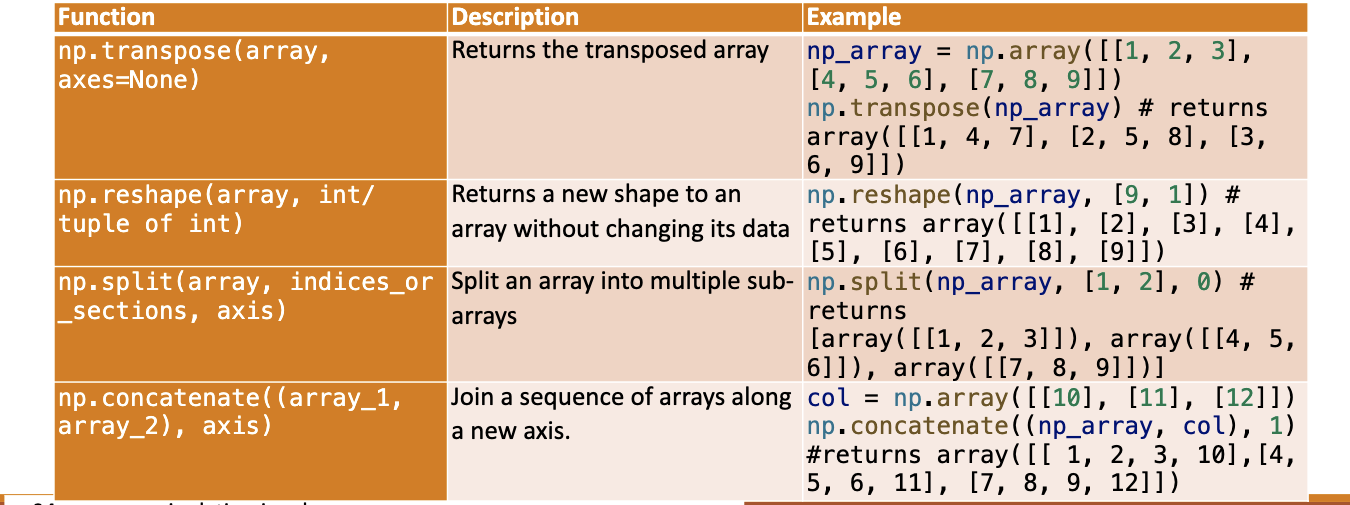 Function
Description
Example
np.transpose(array,
axes=None)
Returns the transposed array
np_array = np.array([[1, 2, 3],
[4, 5, 6], [7, 8, 9]])
np.transpose(np_array) # returns
array([[1, 4, 7], [2, 5, 8], [3,
6, 9]])
np.reshape(array, int/
tuple of int)
Returns a new shape to an
array without changing its data
np.reshape(np_array, [9, 1]) #
returns array([[1], [2], [3], [4],
[5], [6], [7], [8], [9]])
np.split(array, indices_or
_sections, axis)
Split an array into multiple sub-
arrays
np.split(np_array, [1, 2], 0) #
returns
[array([[1, 2, 3]]), array([[4, 5,
6]]), array([[7, 8, 9]])]
np.concatenate((array_1,
array_2), axis)
Join a sequence of arrays along
a new axis.
col = np.array([[10], [11], [12]])
np.concatenate((np_array, col), 1)
#returns array([[ 1, 2, 3, 10],[4,
5, 6, 11], [7, 8, 9, 12]])